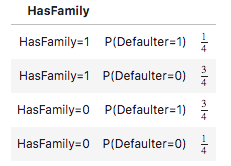 HasFamily
HasFamily=1 P(Defaulter=1) 1/4
HasFamily=1 P(Defaulter=0) 3/4
HasFamily=0 P(Defaulter=1) 3/4
HasFamily=0 P(Defaulter=0) 1/4